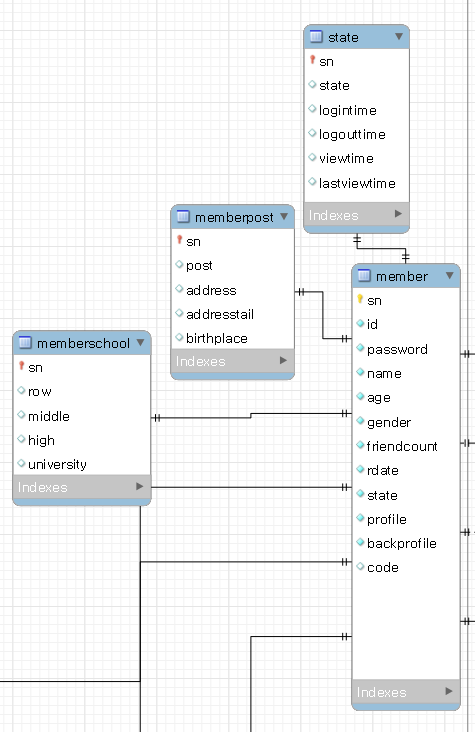 state
sn
state
logintime
logouttime
viewtime
lastviewtime
Indexes
memberpost
sn
post
address
addresstail
birthplace
Indexes
member
sn
id
password
name
age
gender
friendcount
rdate
state
profile
backprofile
code
Indexes
memberschool
sn
row
middle
high
university
Indexes